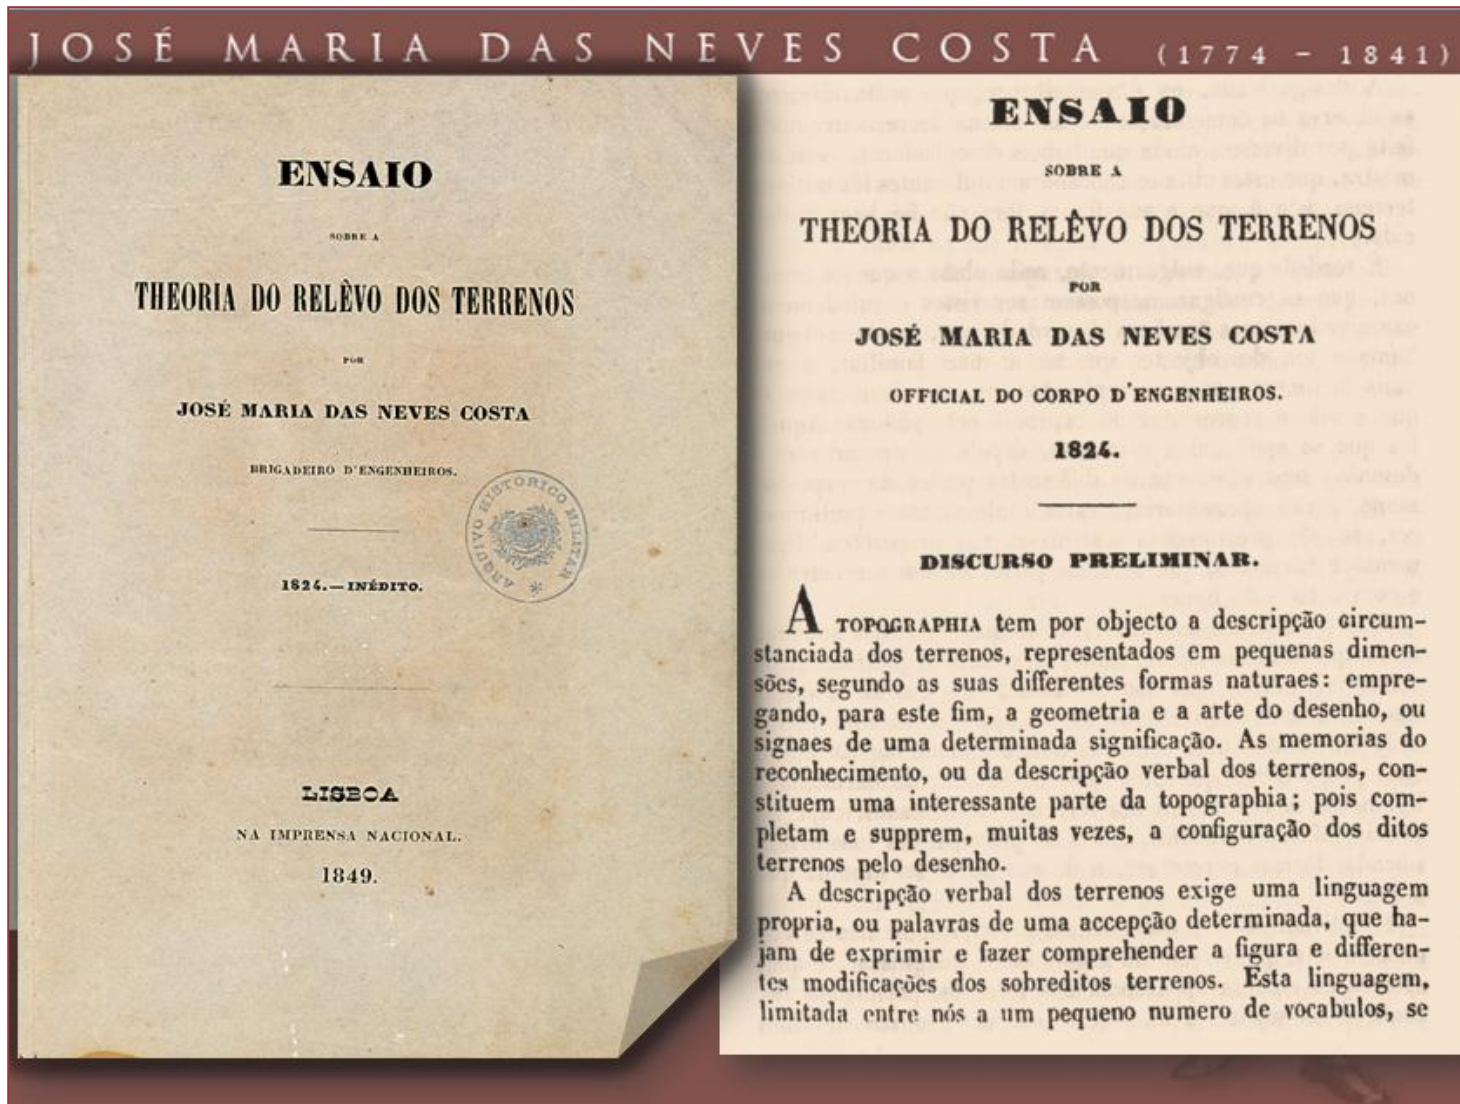 JOSÉ MARIA DAS NEVES COSTA (1774 – 1841)
ENSAIO
SOBRE A
THEORIA DO RELÊVO DOS TERRENOS
POR
JOSÉ MARIA DAS NEVES COSTA
BRIGADEIRO D'ENGENHEIROS.
ARQUIVO HISTÓRICO MILITAR *
1824.—INÉDITO.
LISBOA
NA IMPRENSA NACIONAL.
1849.
ENSAIO
SOBRE A
THEORIA DO RELÊVO DOS TERRENOS
POR
JOSÉ MARIA DAS NEVES COSTA
OFFICIAL DO CORPO D'ENGENHEIROS.
1824.
DISCURSO PRELIMINAR.
A TOPOGRAPHIA tem por objecto a descripção circum-
stanciada dos terrenos, representados em pequenas dimen-
sões, segundo as suas differentes formas naturaes: empre-
gando, para este fim, a geometria e a arte do desenho, ou
signaes de uma determinada significação. As memorias do
reconhecimento, ou da descripção verbal dos terrenos, con-
stituem uma interessante parte da topographia; pois com-
pletam e supprem, muitas vezes, a configuração dos ditos
terrenos pelo desenho.
A descripção verbal dos terrenos exige uma linguagem
propria, ou palavras de uma accepção determinada, que ha-
jam de exprimir e fazer comprehender a figura e differen-
tes modificações dos sobreditos terrenos. Esta linguagem,
limitada entre nós a um pequeno numero de vocabulos, se